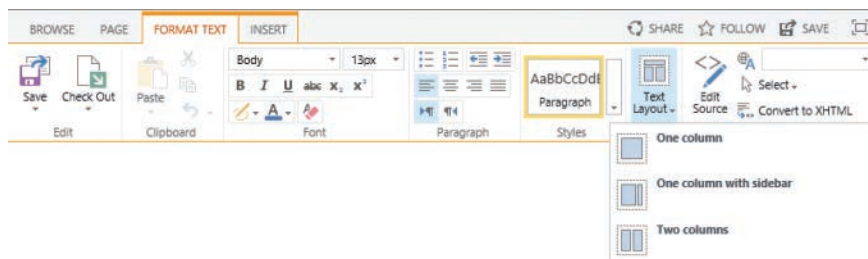 BROWSE PAGE FORMAT TEXT INSERT SHARE FOLLOW SAVE
Body 13px
B I U abc x₂ x²
A
Save Check Out Paste
AaBbCcDdE
Paragraph
Text Layout
Edit Source
Select
Convert to XHTML
Edit Clipboard Font Paragraph Styles
One column
One column with sidebar
Two columns